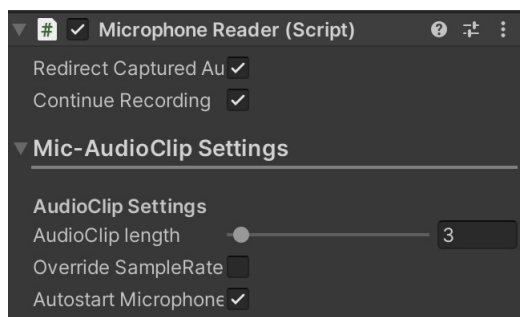 # Microphone Reader (Script)
Redirect Captured Au
Continue Recording
Mic-AudioClip Settings
AudioClip Settings
AudioClip length 3
Override SampleRate
Autostart Microphone